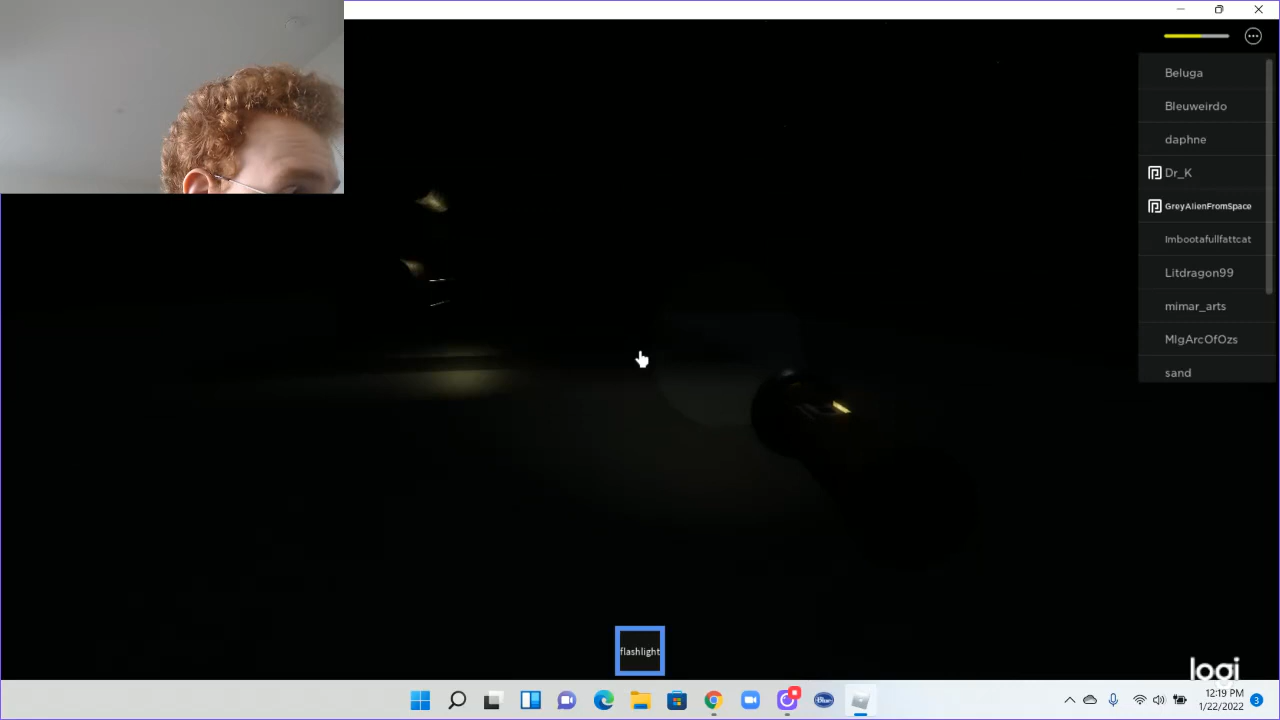 Beluga
Bleuweirdo
daphne
Dr_K
GreyAlienFromSpace
Imbootafullfattcat
Litdragon99
mimar_arts
MlgArcOfOzs
sand
flashlight
logi
12:19 PM
1/22/2022
3